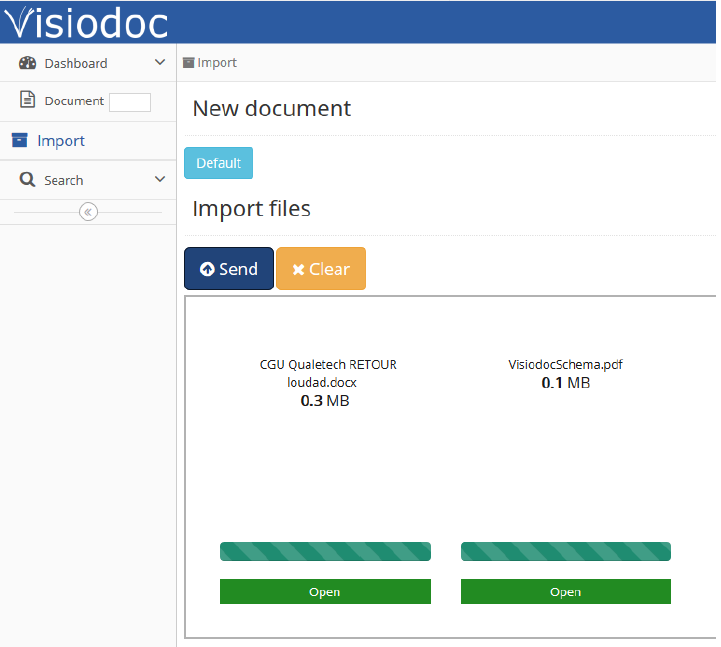 Visiodoc
Dashboard
Document
Import
Search
Import
New document
Default
Import files
Send
Clear
CGU Qualetech RETOUR
loudad.docx
0.3 MB
VisiodocSchema.pdf
0.1 MB
Open
Open